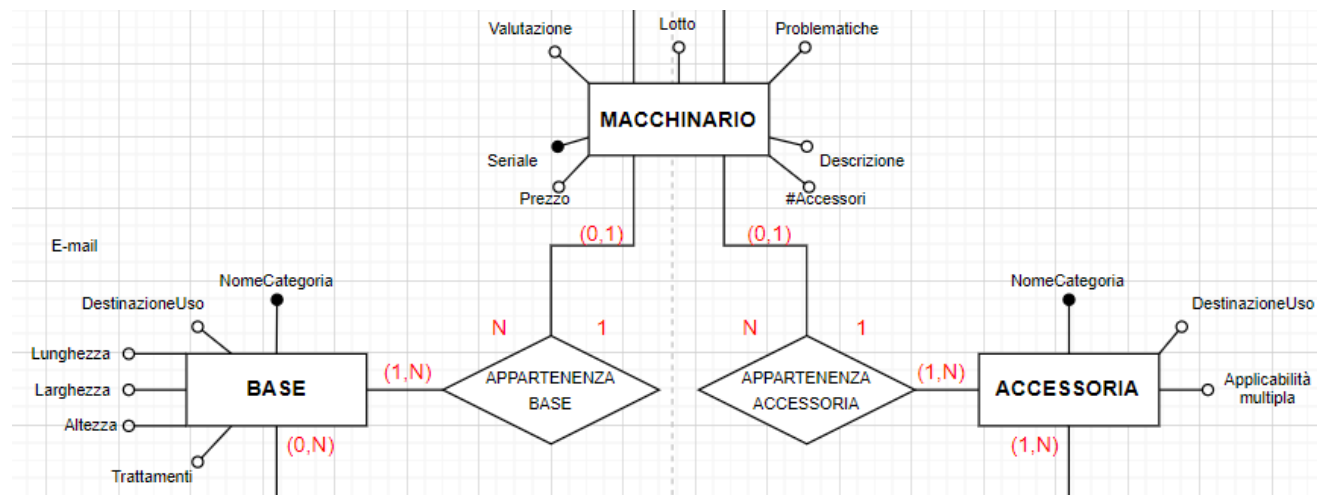 Valutazione
Lotto
Problematiche
MACCHINARIO
Seriale
Descrizione
Prezzo
#Accessori
(0,1)
(0,1)
E-mail
NomeCategoria
NomeCategoria
DestinazioneUso
DestinazioneUso
N 1
N 1
Lunghezza
(1,N)
APPARTENENZA
BASE
APPARTENENZA
ACCESSORIA
(1,N)
BASE
ACCESSORIA
Applicabilità
multipla
Larghezza
Altezza
(0,N)
(1,N)
Trattamenti